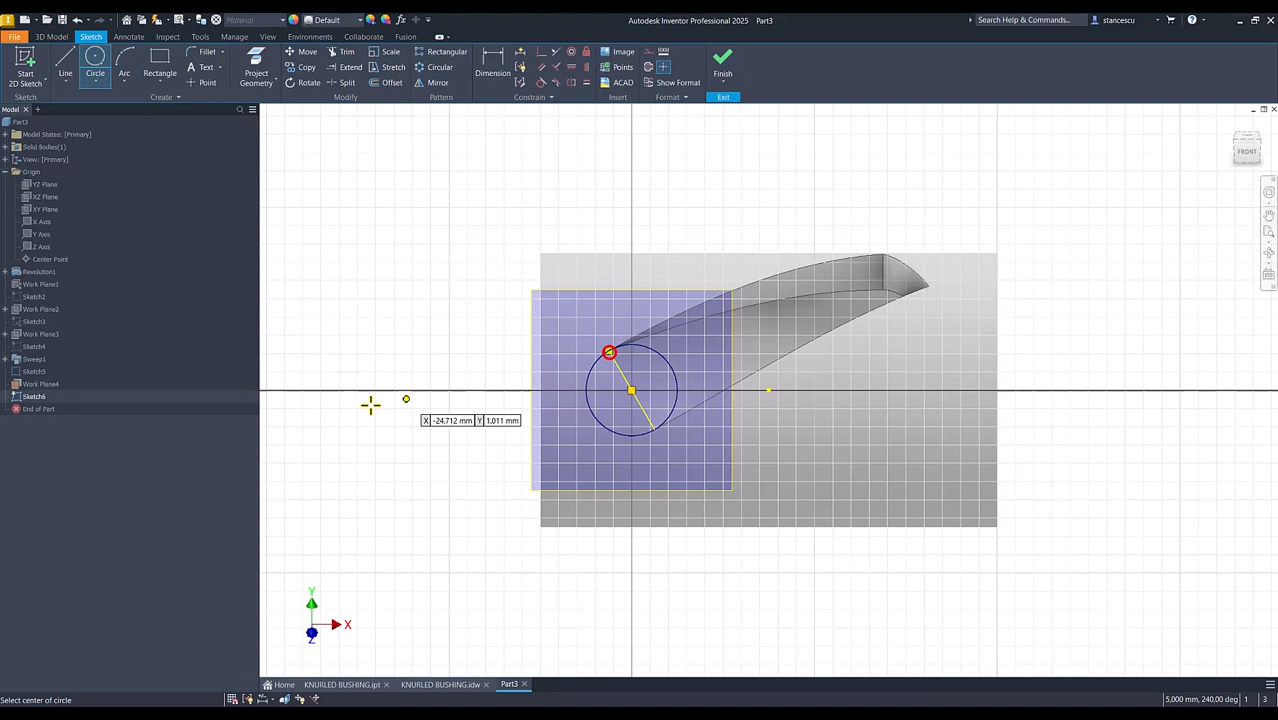 Material
Default
Autodesk Inventor Professional 2025 Part3
Search Help & Commands...
stancescu
File
3D Model
Sketch
Annotate
Inspect
Tools
Manage
View
Environments
Collaborate
Fusion
Start
2D Sketch
Line
Circle
Arc
Rectangle
Fillet
Text
Point
Project
Geometry
Move
Copy
Rotate
Trim
Extend
Split
Scale
Stretch
Offset
Rectangular
Circular
Mirror
Dimension
Image
Points
ACAD
Show Format
Finish
Sketch
Create
Modify
Pattern
Constrain
Insert
Format
Exit
Model
Part3
Model States: [Primary]
Solid Bodies(1)
View: [Primary]
Origin
YZ Plane
XZ Plane
XY Plane
X Axis
Y Axis
Z Axis
Center Point
Revolution1
Work Plane1
Sketch2
Work Plane2
Sketch3
Work Plane3
Sketch4
Sweep1
Sketch5
Work Plane4
Sketch6
End of Part
FRONT
X -24,712 mm Y 1,011 mm
Y
X
Z
Home
KNURLED BUSHING.ipt
KNURLED BUSHING.idw
Part3
Select center of circle
5,000 mm, 240,00 deg 1 3